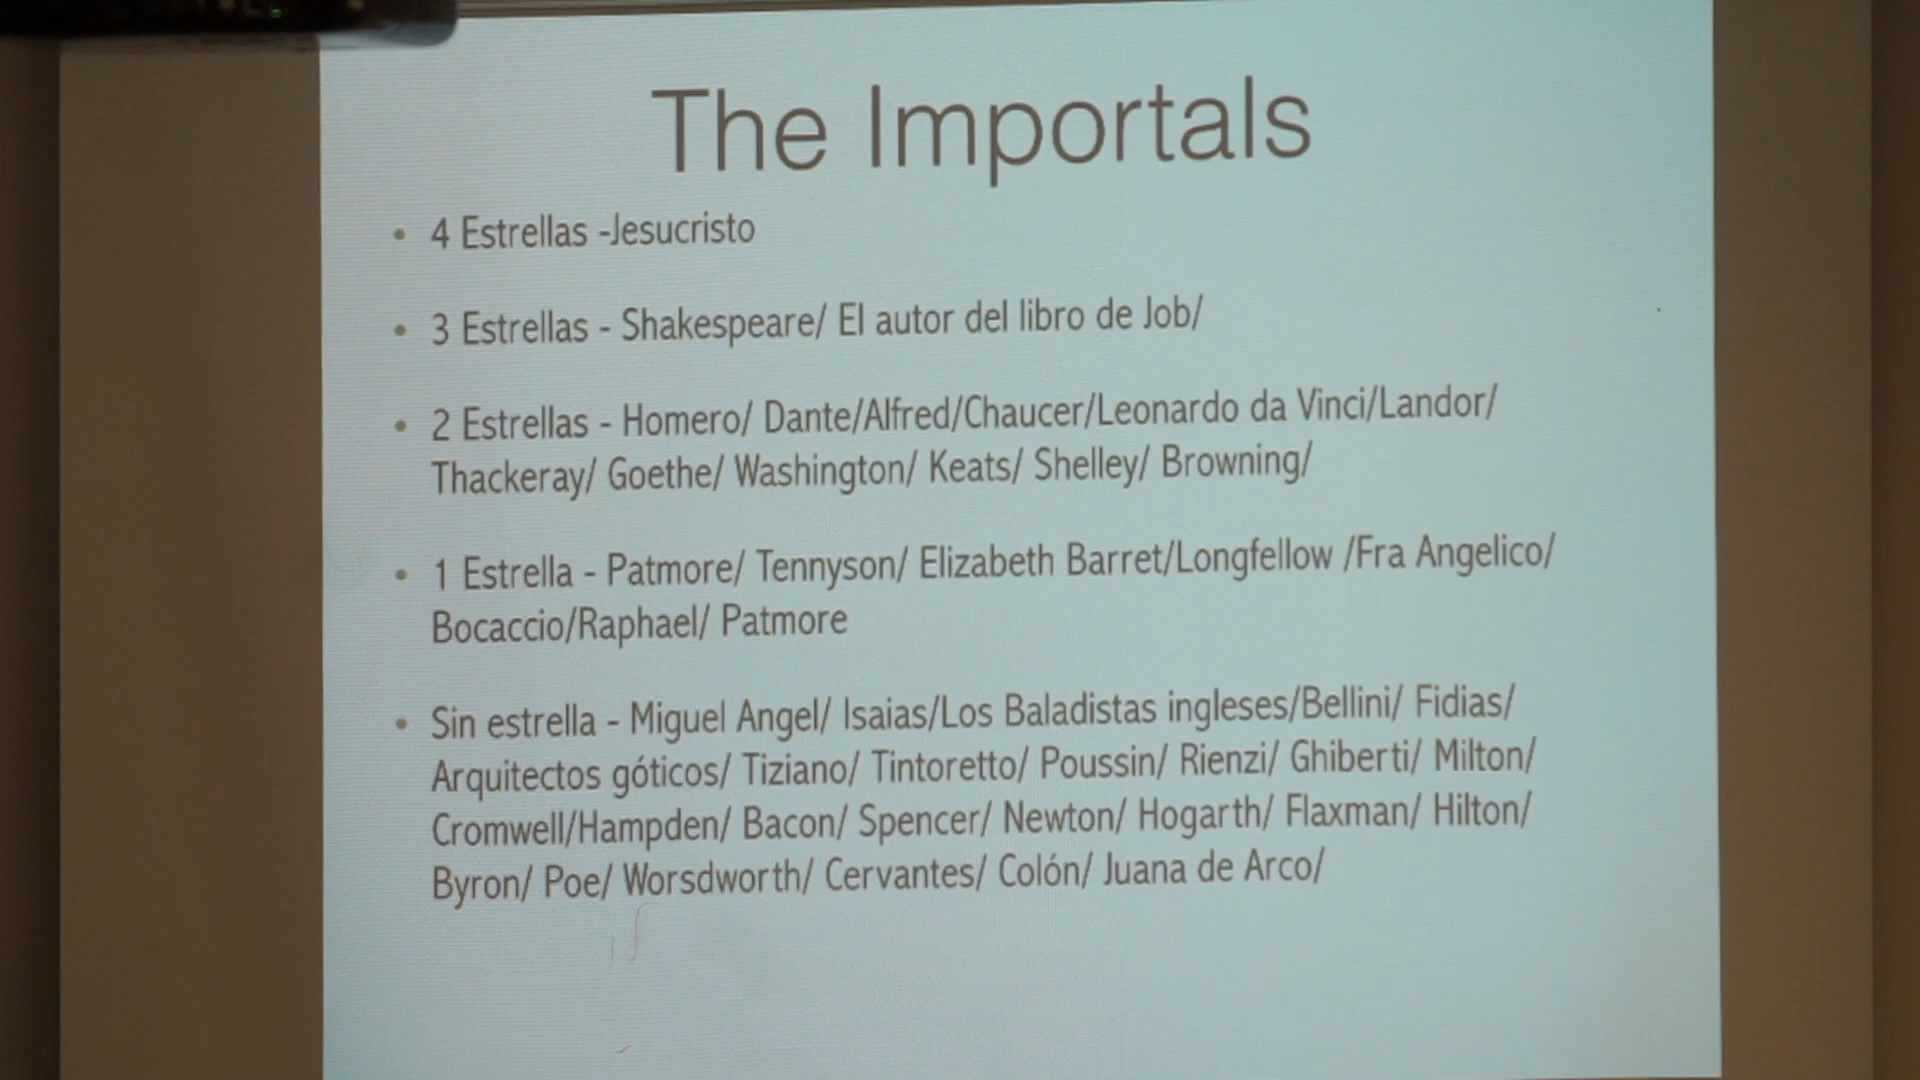 The Importals
• 4 Estrellas -Jesucristo
• 3 Estrellas - Shakespeare/ El autor del libro de Job/
• 2 Estrellas - Homero/ Dante/Alfred/Chaucer/Leonardo da Vinci/Landor/
Thackeray/ Goethe/ Washington/ Keats/ Shelley/ Browning/
• 1 Estrella - Patmore/ Tennyson/ Elizabeth Barret/Longfellow /Fra Angelico/
Bocaccio/Raphael/ Patmore
• Sin estrella - Miguel Angel/ Isaias/Los Baladistas ingleses/Bellini/ Fidias/
Arquitectos góticos/ Tiziano/ Tintoretto/ Poussin/ Rienzi/ Ghiberti/ Milton/
Cromwell/Hampden/ Bacon/ Spencer/ Newton/ Hogarth/ Flaxman/ Hilton/
Byron/ Poe/ Worsdworth/ Cervantes/ Colón/ Juana de Arco/